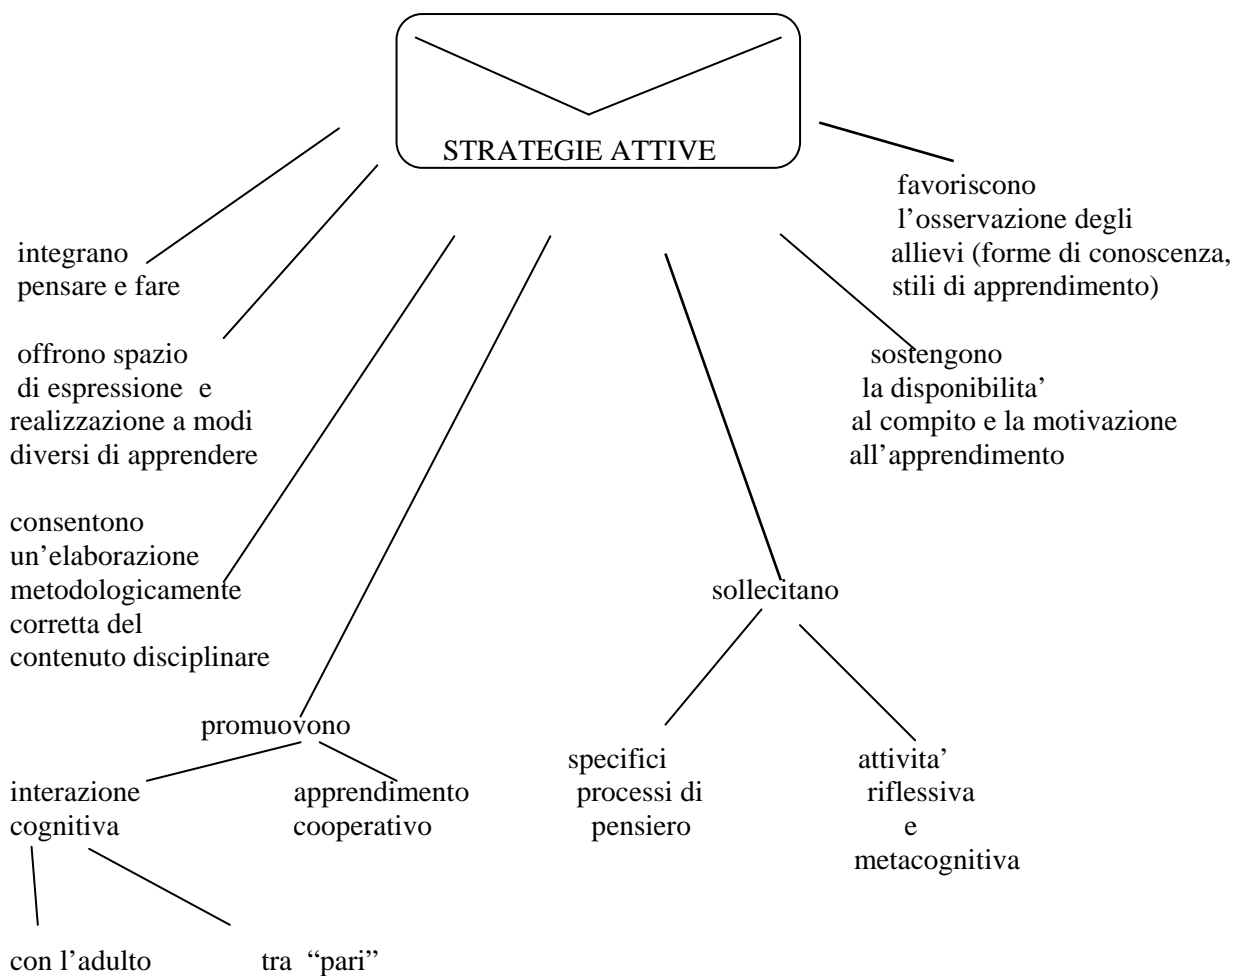 STRATEGIE ATTIVE
integrano
pensare e fare
offrono spazio
di espressione e
realizzazione a modi
diversi di apprendere
consentono
un’elaborazione
metodologicamente
corretta del
contenuto disciplinare
promuovono
interazione
cognitiva
con l’adulto
tra “pari”
apprendimento
cooperativo
sollecitano
specifici
processi di
pensiero
attivita’
riflessiva
e
metacognitiva
sostengono
la disponibilita’
al compito e la motivazione
all’apprendimento
favoriscono
l’osservazione degli
allievi (forme di conoscenza,
stili di apprendimento)